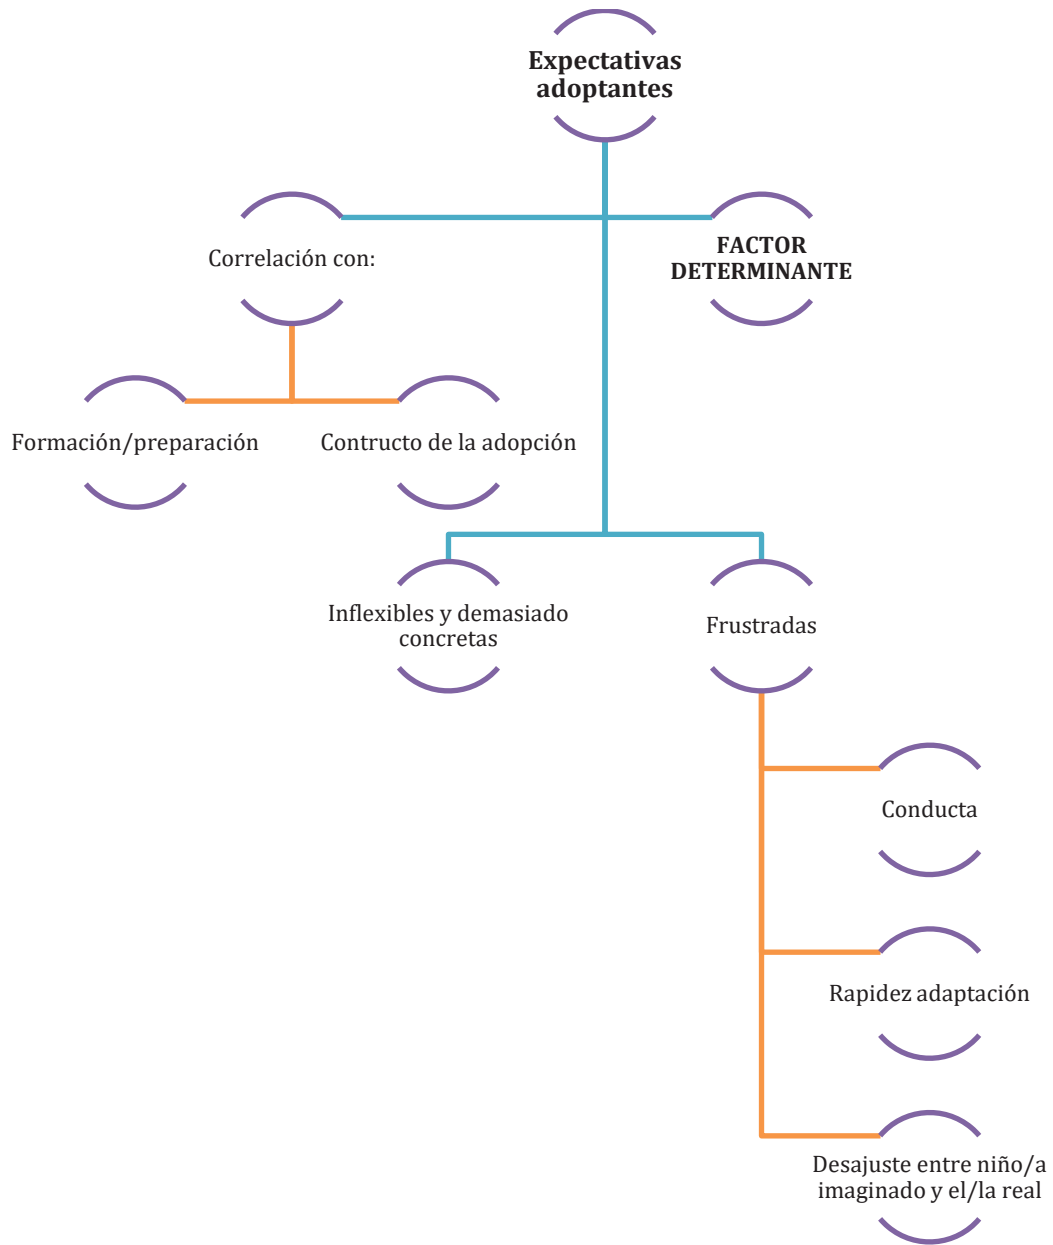 Expectativas
adoptantes
Correlación con:
FACTOR
DETERMINANTE
Formación/preparación
Contructo de la adopción
Inflexibles y demasiado
concretas
Frustradas
Conducta
Rapidez adaptación
Desajuste entre niño/a
imaginado y el/la real